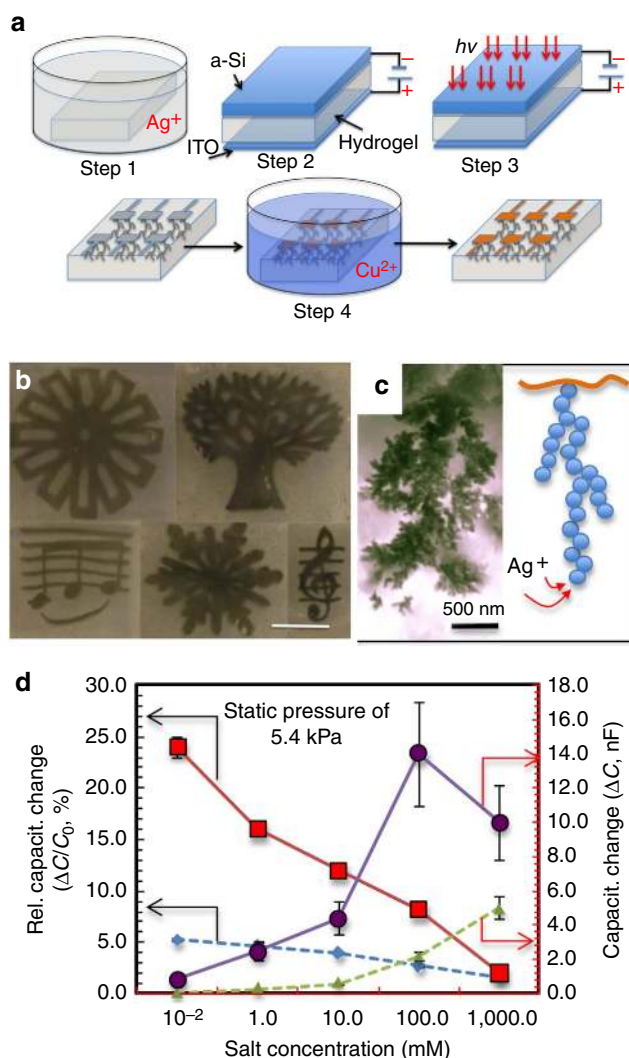 a
a-Si
hv
−
+
−
+
Ag+
ITO
Hydrogel
Step 1
Step 2
Step 3
Cu2+
Step 4
b
c
Ag+
500 nm
d
Static pressure of
5.4 kPa
Rel. capacit. change
(ΔC/C0, %)
30.0
25.0
20.0
15.0
10.0
5.0
0.0
18.0
16.0
14.0
12.0
10.0
8.0
6.0
4.0
2.0
0.0
Capacit. change (ΔC, nF)
10−2
1.0
10.0
100.0
1,000.0
Salt concentration (mM)